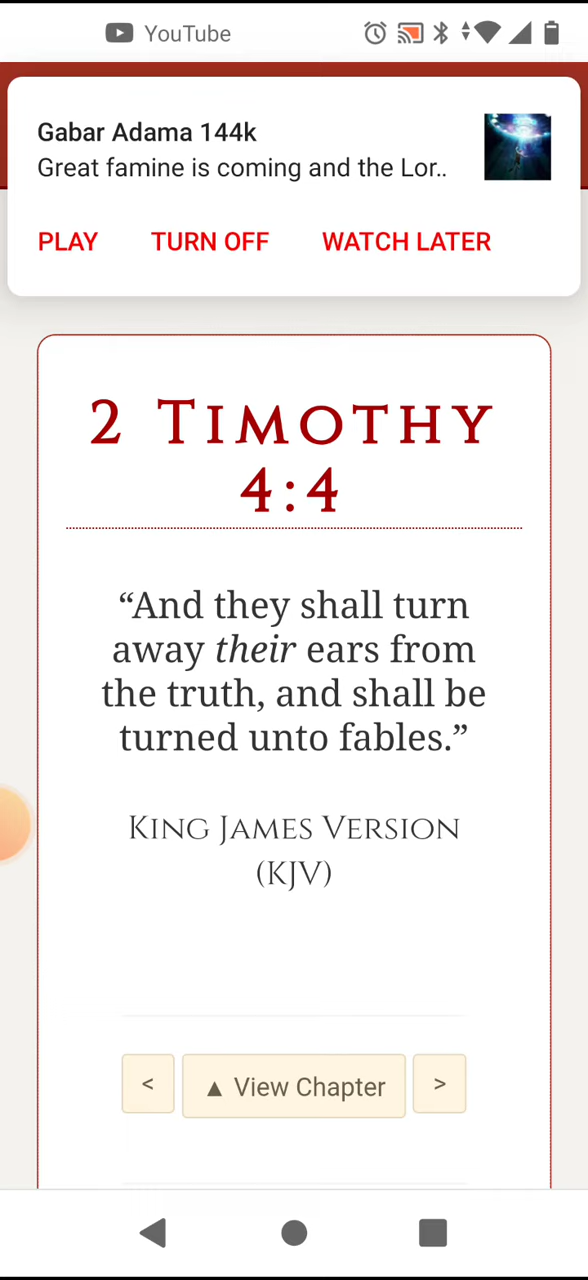 YouTube
Gabar Adama 144k
Great famine is coming and the Lor..
PLAY TURN OFF WATCH LATER
2 TIMOTHY
4:4
“And they shall turn
away their ears from
the truth, and shall be
turned unto fables.”
KING JAMES VERSION
(KJV)
< ▲ View Chapter >